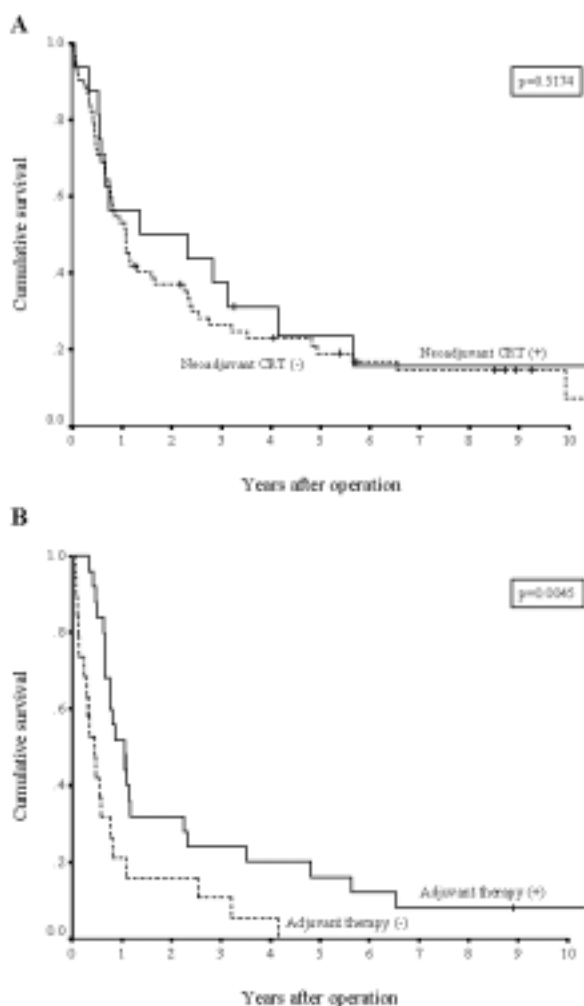 A
1.0
.8
.6
.4
.2
0.0
Cumulative survival
p=0.5174
Neoadjuvant CRT (+)
Neoadjuvant CRT (-)
0 1 2 3 4 5 6 7 8 9 10
Years after operation
B
1.0
.8
.6
.4
.2
0.0
Cumulative survival
p=0.0045
Adjuvant therapy (+)
Adjuvant therapy (-)
0 1 2 3 4 5 6 7 8 9 10
Years after operation